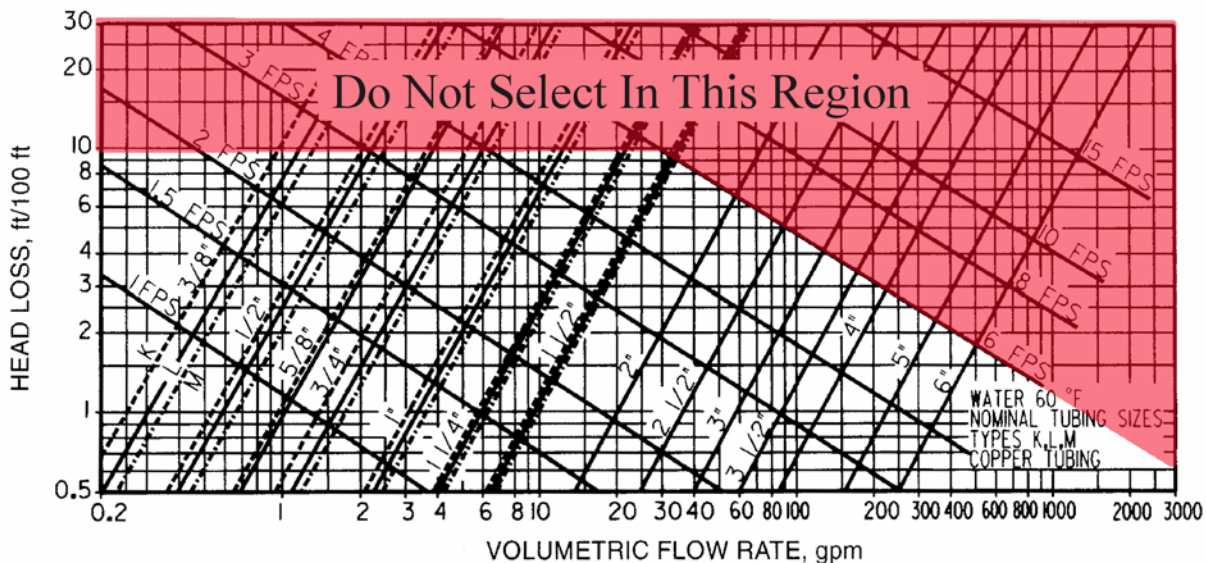 30
20
10
8
6
4
3
2
1
0.5
HEAD LOSS, ft/100 ft
Do Not Select In This Region
1 FPS
1.5 FPS
2 FPS
3 FPS
4 FPS
6 FPS
8 FPS
10 FPS
15 FPS
K
L
M
3/8"
1/2"
5/8"
3/4"
1"
1 1/4"
1 1/2"
2"
2 1/2"
3"
3 1/2"
4"
5"
6"
WATER 60 °F
NOMINAL TUBING SIZES
TYPES K,L,M
COPPER TUBING
0.2 1 2 3 4 6 8 10 20 30 40 60 80 100 200 300 400 600 800 1000 2000 3000
VOLUMETRIC FLOW RATE, gpm